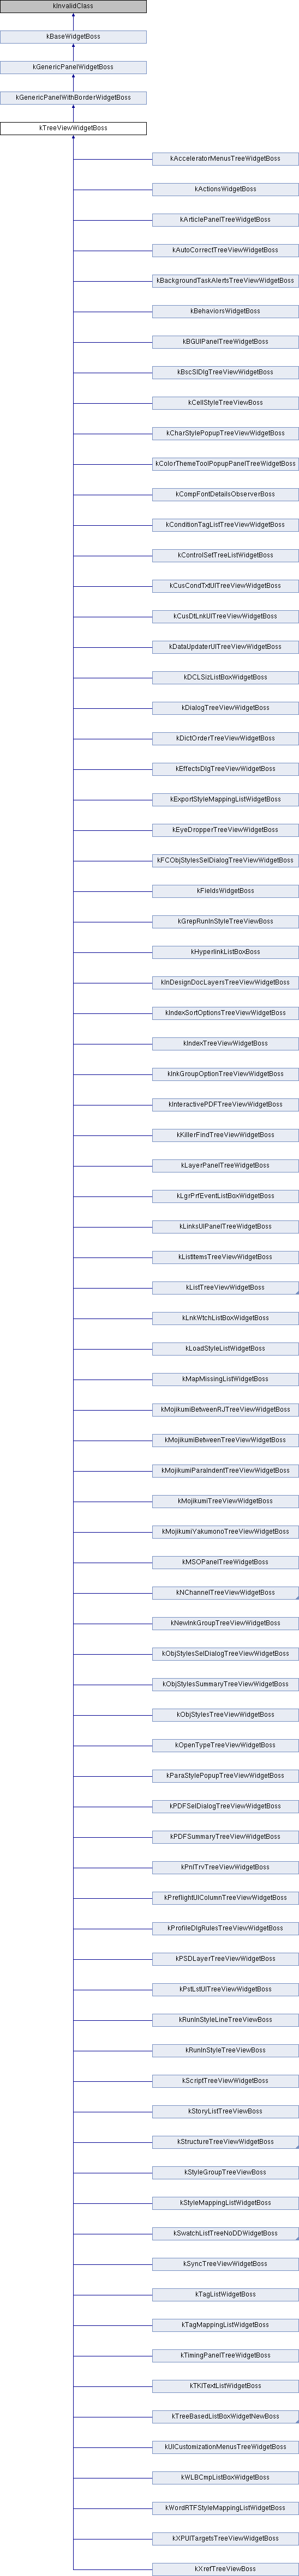 kInvalidClass
kBaseWidgetBoss
kGenericPanelWidgetBoss
kGenericPanelWithBorderWidgetBoss
kTreeViewWidgetBoss
kAcceleratorMenusTreeWidgetBoss
kActionsWidgetBoss
kArticlePanelTreeWidgetBoss
kAutoCorrectTreeViewWidgetBoss
kBackgroundTaskAlertsTreeViewWidgetBoss
kBehaviorsWidgetBoss
kBGUIPanelTreeWidgetBoss
kBscSlDlgTreeViewWidgetBoss
kCellStyleTreeViewBoss
kCharStylePopupTreeViewWidgetBoss
kColorThemeToolPopupPanelTreeWidgetBoss
kCompFontDetailsObserverBoss
kConditionTagListTreeViewWidgetBoss
kControlSetTreeListWidgetBoss
kCusCondTxtUITreeViewWidgetBoss
kCusDtLnkUITreeViewWidgetBoss
kDataUpdaterUITreeViewWidgetBoss
kDCLSizListBoxWidgetBoss
kDialogTreeViewWidgetBoss
kDictOrderTreeViewWidgetBoss
kEffectsDlgTreeViewWidgetBoss
kExportStyleMappingListWidgetBoss
kEyeDropperTreeViewWidgetBoss
kFCObjStylesSelDialogTreeViewWidgetBoss
kFieldsWidgetBoss
kGrepRunInStyleTreeViewBoss
kHyperlinkListBoxBoss
kInDesignDocLayersTreeViewWidgetBoss
kIndexSortOptionsTreeViewWidgetBoss
kIndexTreeViewWidgetBoss
kInkGroupOptionTreeViewWidgetBoss
kInteractivePDFTreeViewWidgetBoss
kKillerFindTreeViewWidgetBoss
kLayerPanelTreeWidgetBoss
kLgrPrfEventListBoxWidgetBoss
kLinksUIPanelTreeWidgetBoss
kListItemsTreeViewWidgetBoss
kListTreeViewWidgetBoss
kLnkWtchListBoxWidgetBoss
kLoadStyleListWidgetBoss
kMapMissingListWidgetBoss
kMojikumiBetweenRJTreeViewWidgetBoss
kMojikumiBetweenTreeViewWidgetBoss
kMojikumiParaIndentTreeViewWidgetBoss
kMojikumiTreeViewWidgetBoss
kMojikumiYakumonoTreeViewWidgetBoss
kMSOPanelTreeWidgetBoss
kNChannelTreeViewWidgetBoss
kNewInkGroupTreeViewWidgetBoss
kObjStylesSelDialogTreeViewWidgetBoss
kObjStylesSummaryTreeViewWidgetBoss
kObjStylesTreeViewWidgetBoss
kOpenTypeTreeViewWidgetBoss
kParaStylePopupTreeViewWidgetBoss
kPDFSelDialogTreeViewWidgetBoss
kPDFSummaryTreeViewWidgetBoss
kPnlTrvTreeViewWidgetBoss
kPreflightUIColumnTreeViewWidgetBoss
kProfileDlgRulesTreeViewWidgetBoss
kPSDLayerTreeViewWidgetBoss
kPstLstUITreeViewWidgetBoss
kRunInStyleLineTreeViewBoss
kRunInStyleTreeViewBoss
kScriptTreeViewWidgetBoss
kStoryListTreeViewBoss
kStructureTreeViewWidgetBoss
kStyleGroupTreeViewBoss
kStyleMappingListWidgetBoss
kSwatchListTreeNoDDWidgetBoss
kSyncTreeViewWidgetBoss
kTagListWidgetBoss
kTagMappingListWidgetBoss
kTimingPanelTreeWidgetBoss
kTKITextListWidgetBoss
kTreeBasedListBoxWidgetNewBoss
kUICustomizationMenusTreeWidgetBoss
kWLBCmpListBoxWidgetBoss
kWordRTFStyleMappingListWidgetBoss
kXPUITargetsTreeViewWidgetBoss
kXrefTreeViewBoss